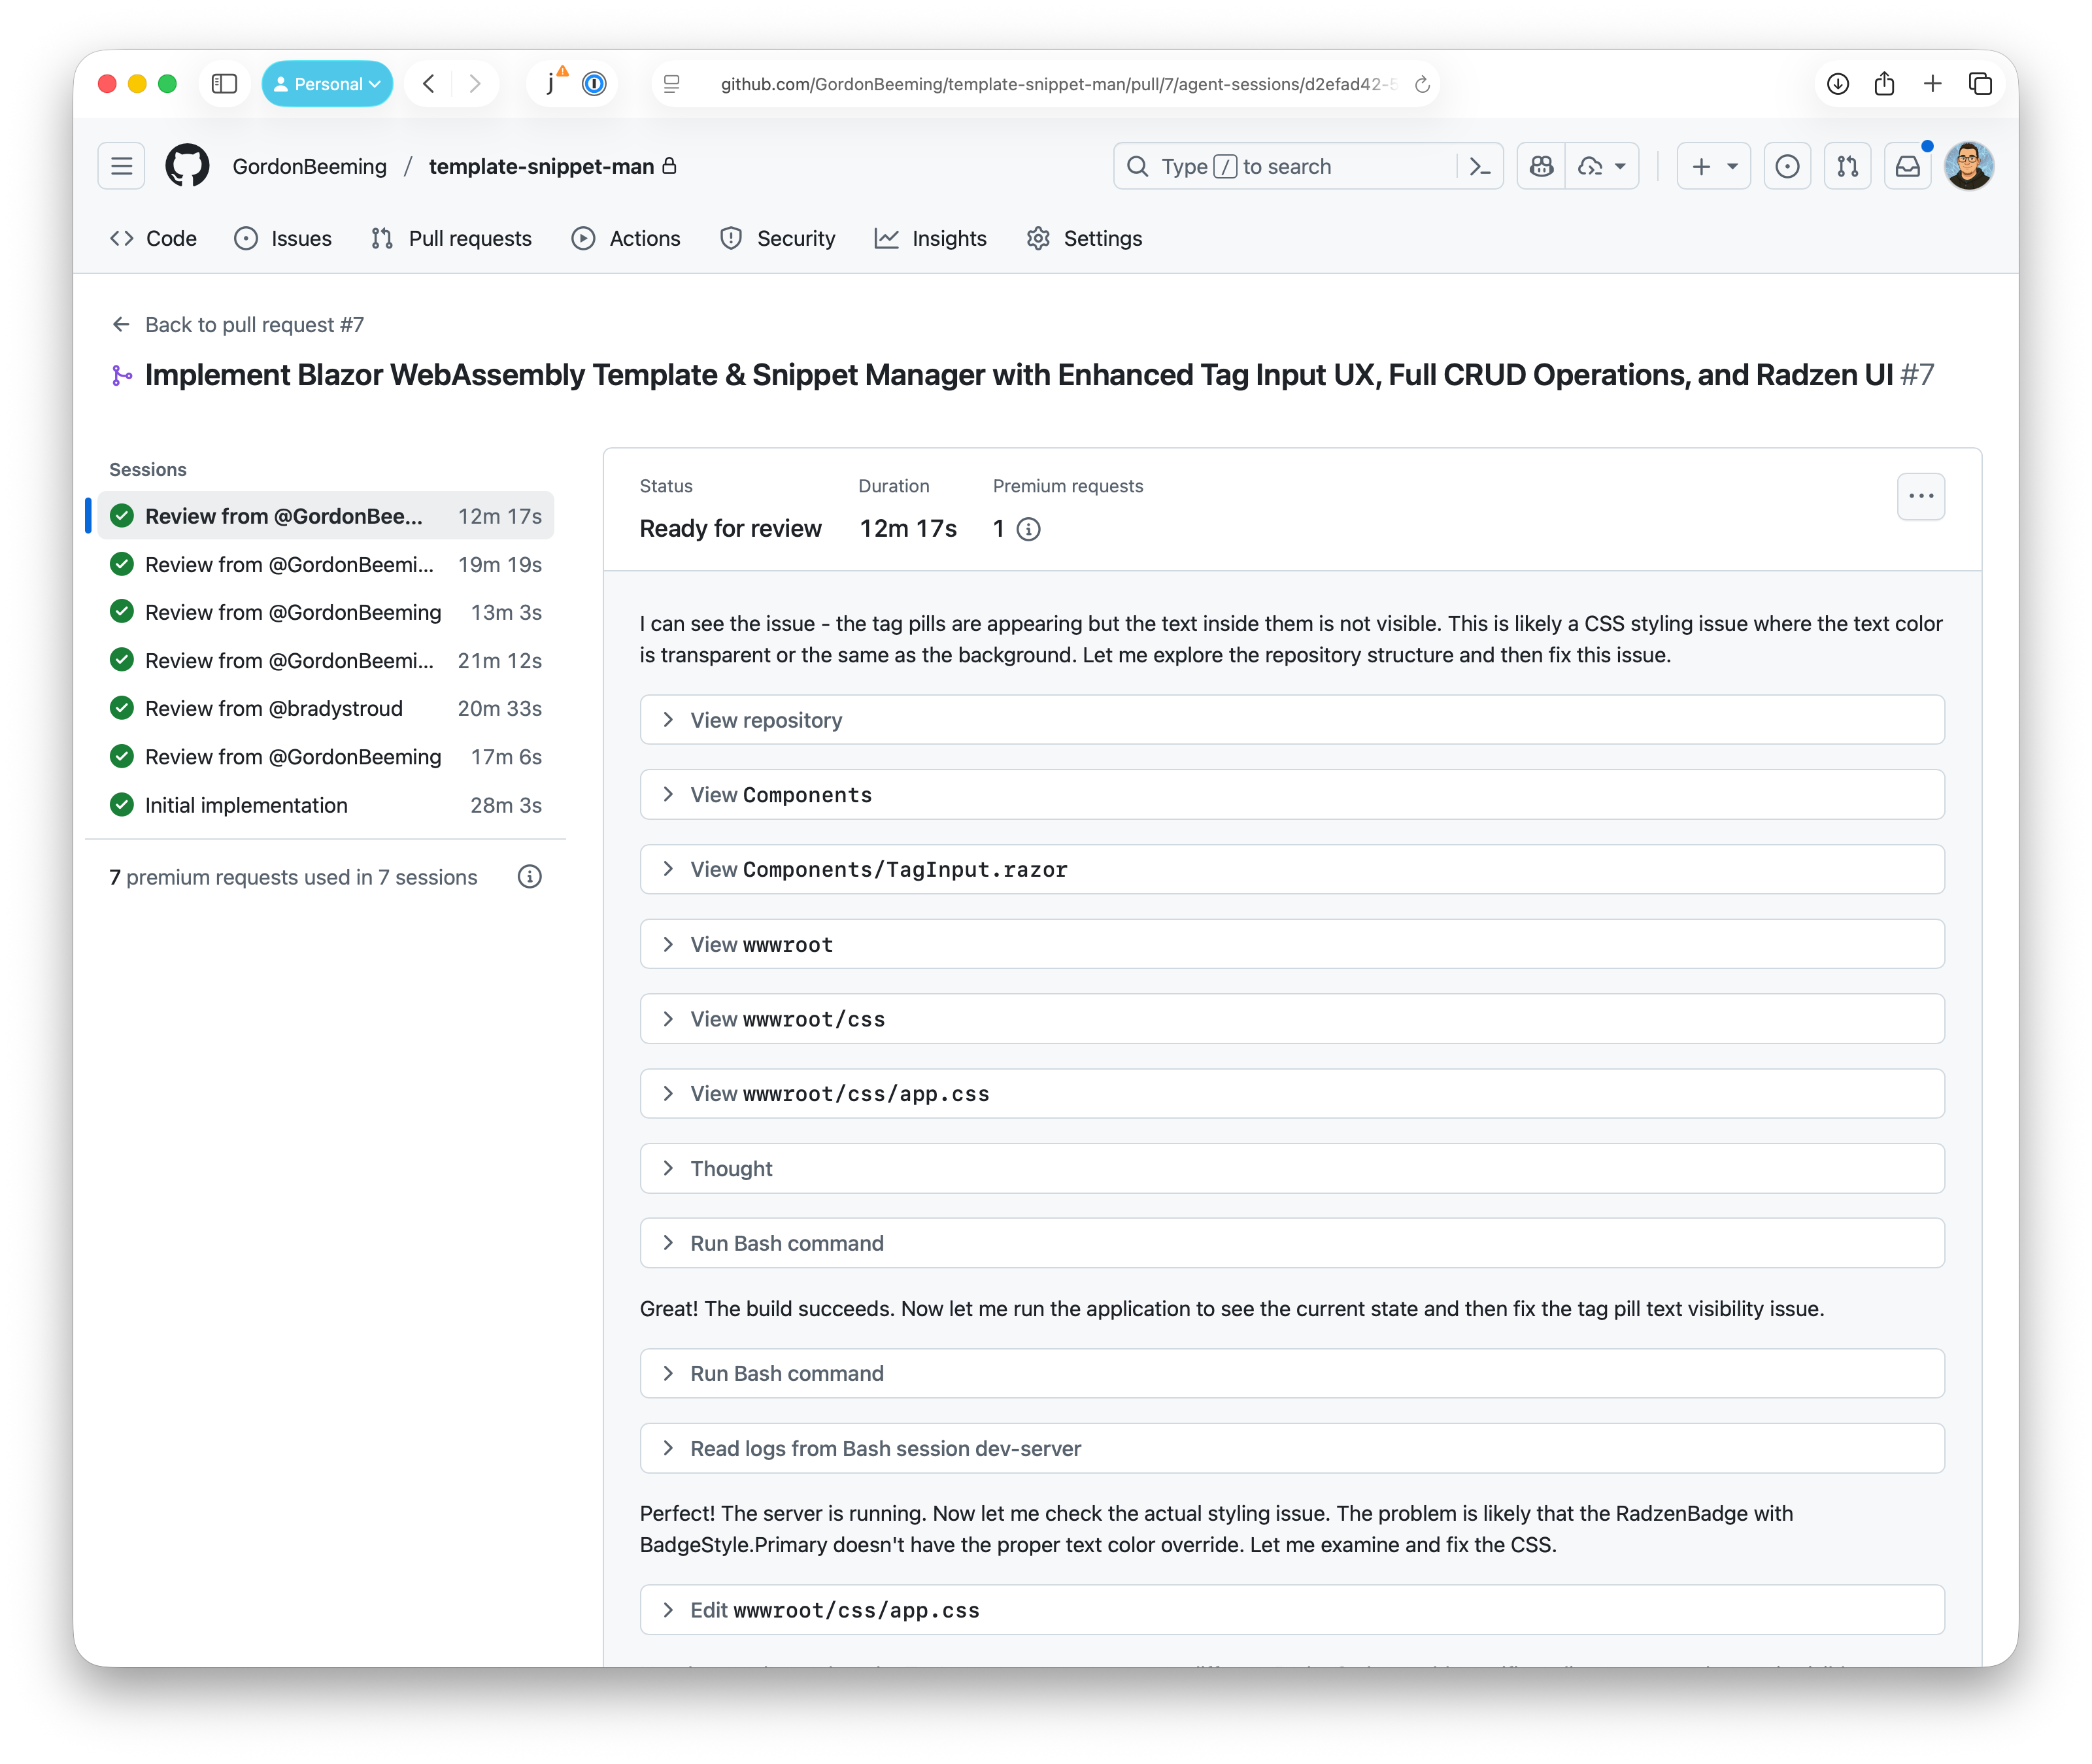 Personal
github.com/GordonBeeming/template-snippet-man/pull/7/agent-sessions/d2efad42-5
GordonBeeming / template-snippet-man
Type / to search
Code Issues Pull requests Actions Security Insights Settings
Back to pull request #7
Implement Blazor WebAssembly Template & Snippet Manager with Enhanced Tag Input UX, Full CRUD Operations, and Radzen UI #7
Sessions
Review from @GordonBee... 12m 17s
Review from @GordonBeemi... 19m 19s
Review from @GordonBeeming 13m 3s
Review from @GordonBeemi... 21m 12s
Review from @bradystroud 20m 33s
Review from @GordonBeeming 17m 6s
Initial implementation 28m 3s
7 premium requests used in 7 sessions
Status Duration Premium requests
Ready for review 12m 17s 1
I can see the issue - the tag pills are appearing but the text inside them is not visible. This is likely a CSS styling issue where the text color
is transparent or the same as the background. Let me explore the repository structure and then fix this issue.
View repository
View Components
View Components/TagInput.razor
View wwwroot
View wwwroot/css
View wwwroot/css/app.css
Thought
Run Bash command
Great! The build succeeds. Now let me run the application to see the current state and then fix the tag pill text visibility issue.
Run Bash command
Read logs from Bash session dev-server
Perfect! The server is running. Now let me check the actual styling issue. The problem is likely that the RadzenBadge with
BadgeStyle.Primary doesn't have the proper text color override. Let me examine and fix the CSS.
Edit wwwroot/css/app.css